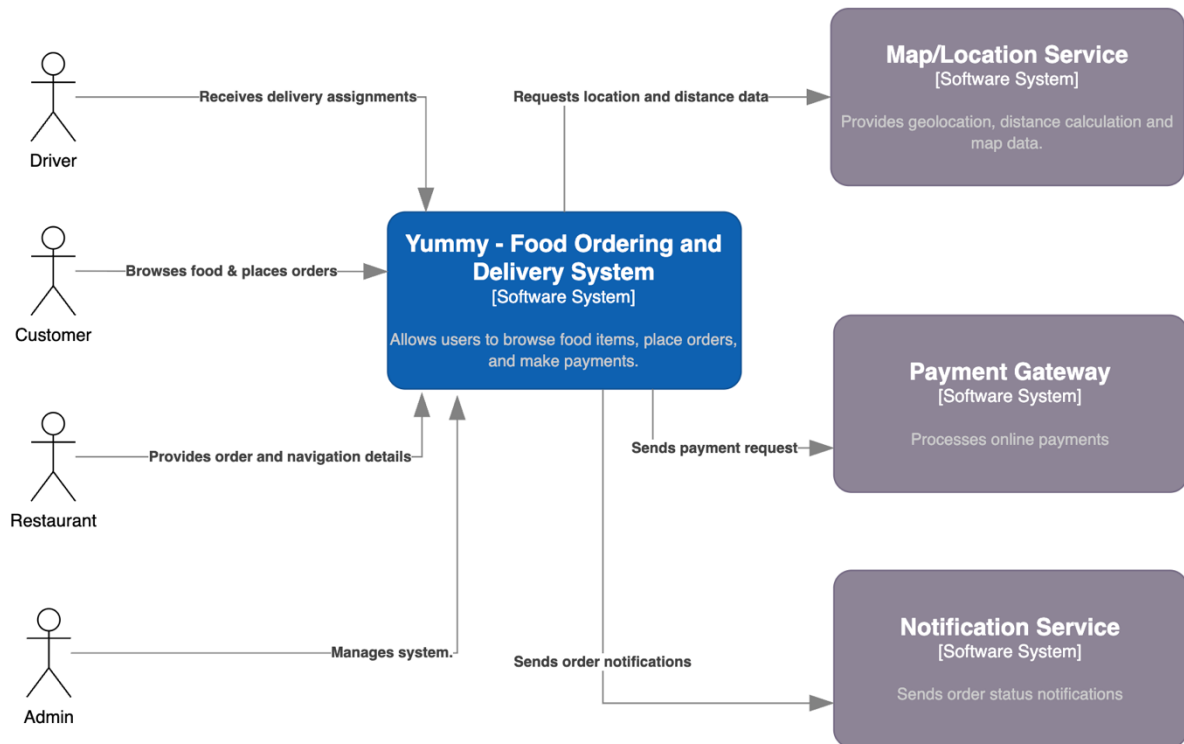 Driver
Receives delivery assignments
Customer
Browses food & places orders
Restaurant
Provides order and navigation details
Admin
Manages system.
Yummy - Food Ordering and
Delivery System
[Software System]
Allows users to browse food items, place orders,
and make payments.
Requests location and distance data
Map/Location Service
[Software System]
Provides geolocation, distance calculation and
map data.
Sends payment request
Payment Gateway
[Software System]
Processes online payments
Sends order notifications
Notification Service
[Software System]
Sends order status notifications